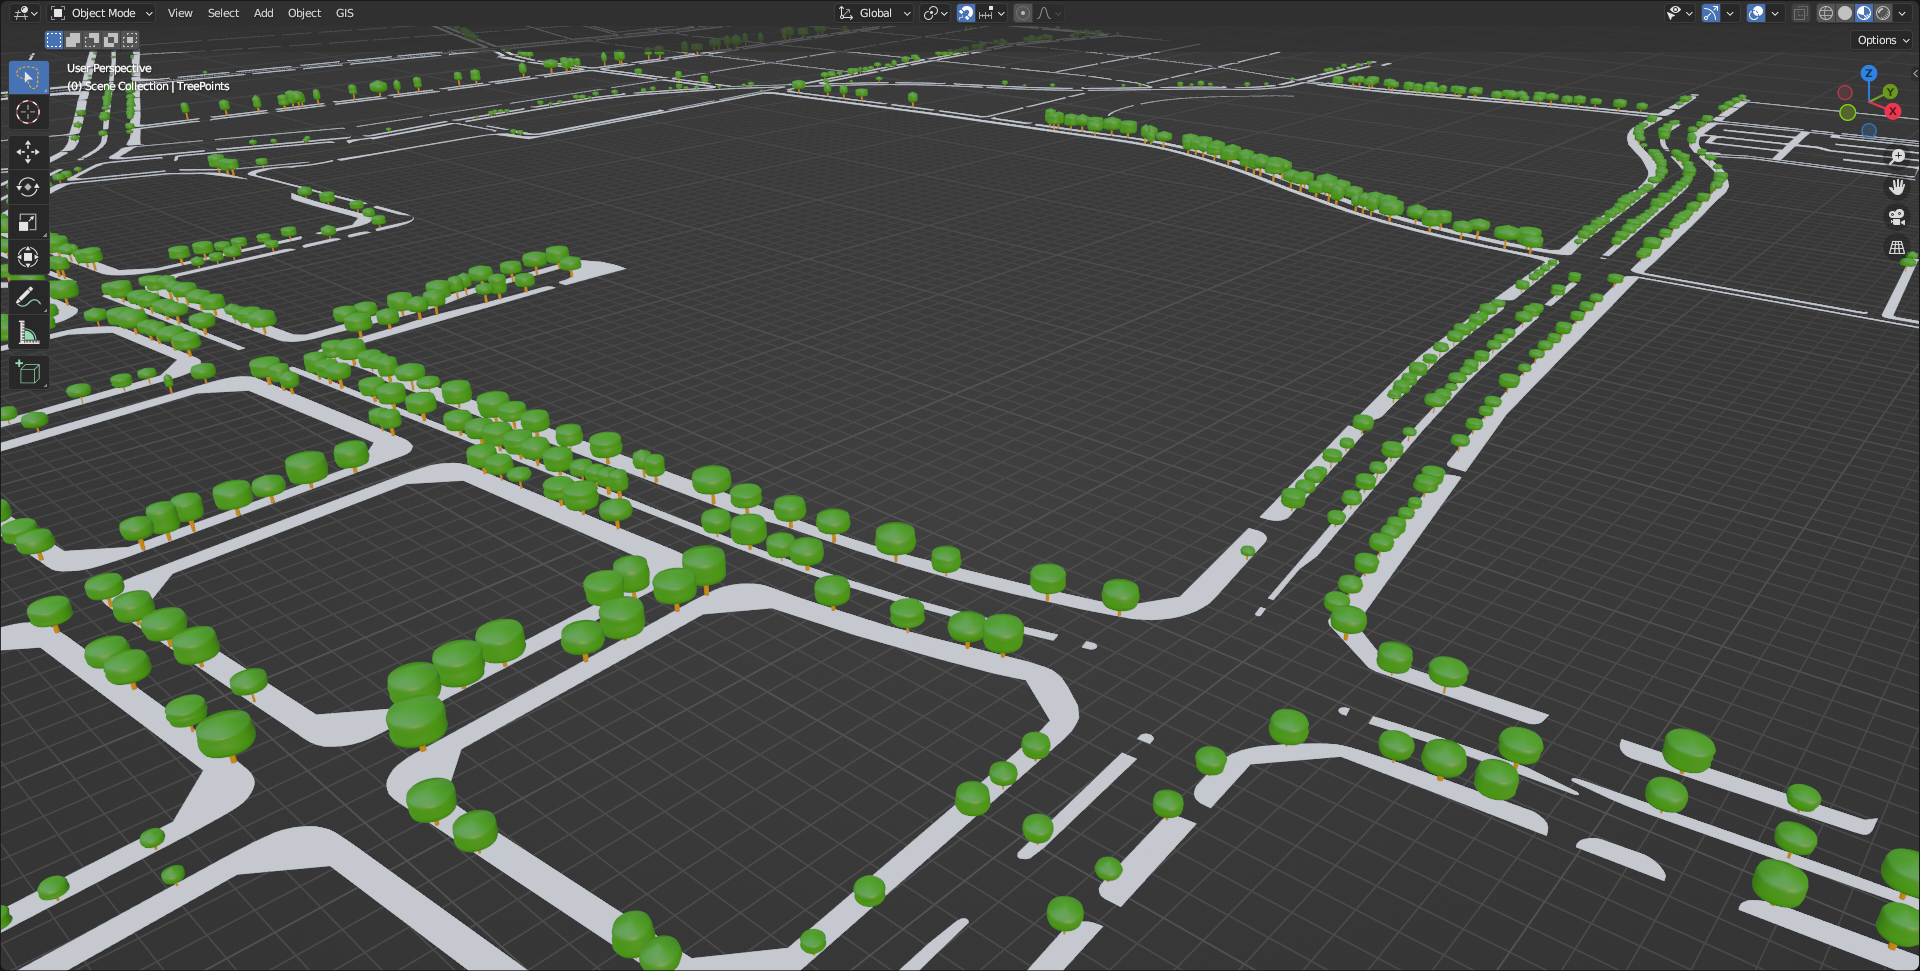 Object Mode View Select Add Object GIS Global
Options
User Perspective
(0) Scene Collection | TreePoints
Z
Y
X